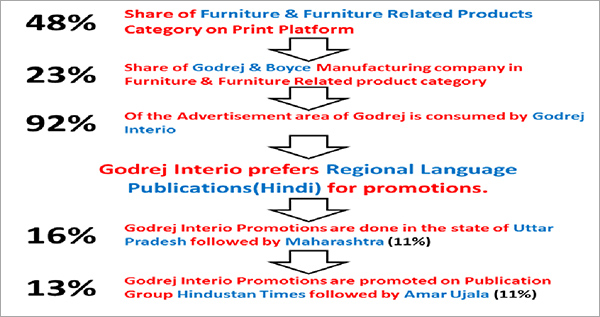 48% Share of Furniture & Furniture Related Products
Category on Print Platform
23% Share of Godrej & Boyce Manufacturing company in
Furniture & Furniture Related product category
92% Of the Advertisement area of Godrej is consumed by Godrej
Interio
Godrej Interio prefers Regional Language
Publications(Hindi) for promotions.
16% Godrej Interio Promotions are done in the state of Uttar
Pradesh followed by Maharashtra (11%)
13% Godrej Interio Promotions are promoted on Publication
Group Hindustan Times followed by Amar Ujala (11%)